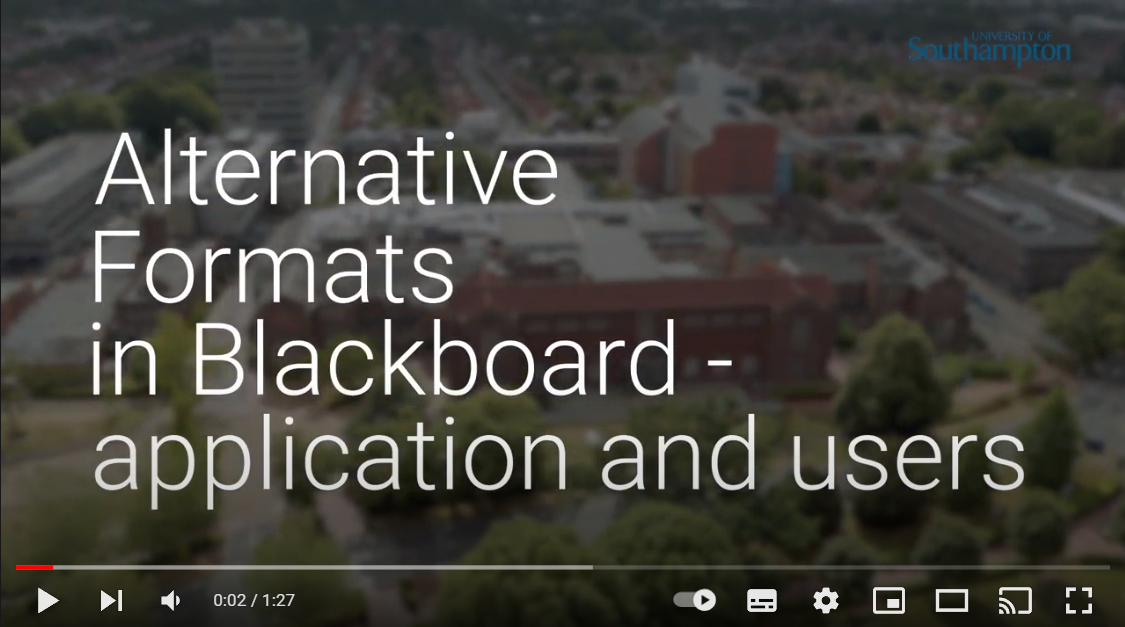 UNIVERSITY OF
Southampton
Alternative
Formats
in Blackboard -
application and users
0:02 / 1:27